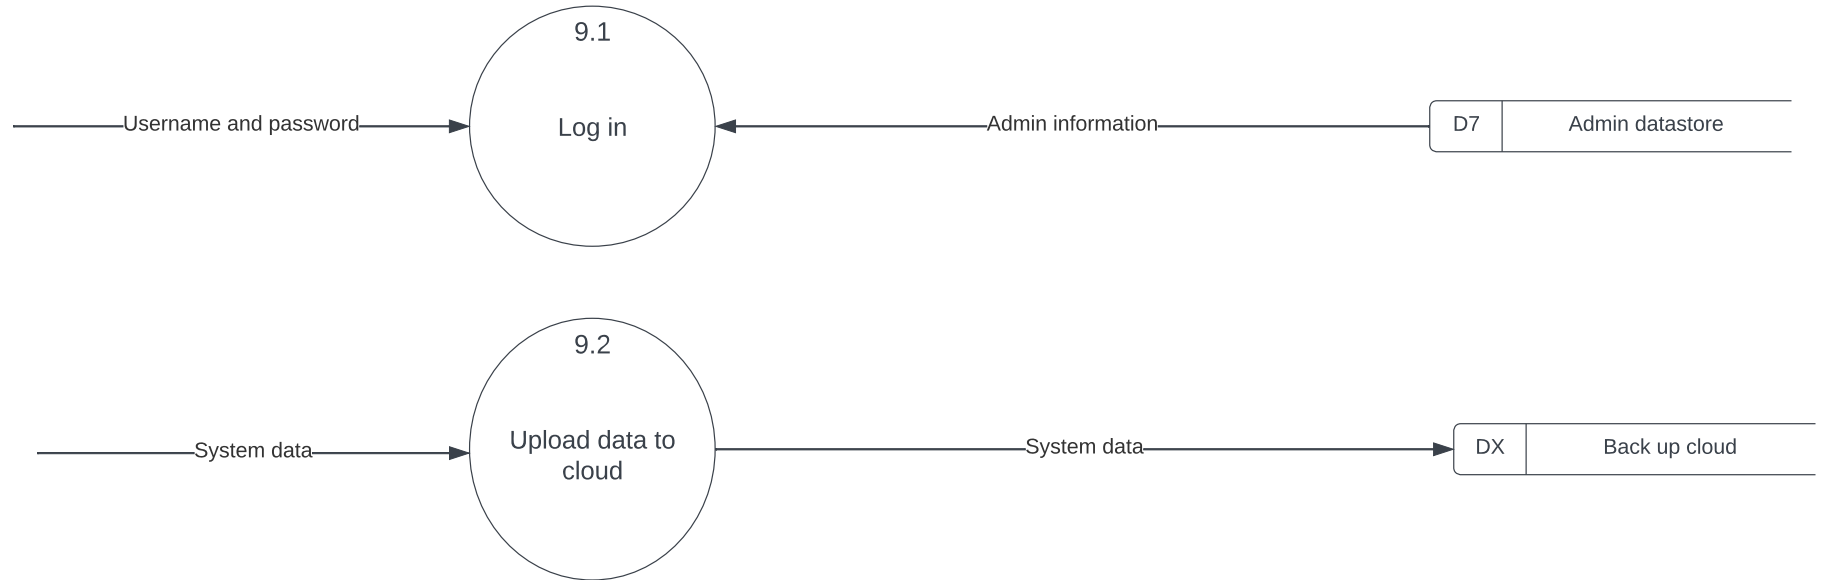 9.1
Username and password
Log in
Admin information
D7
Admin datastore
9.2
System data
Upload data to
cloud
System data
DX
Back up cloud